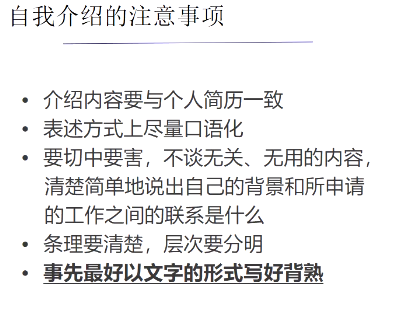 自我介绍的注意事项
• 介绍内容要与个人简历一致
• 表述方式上尽量口语化
• 要切中要害，不谈无关、无用的内容，
清楚简单地说出自己的背景和所申请
的工作之间的联系是什么
• 条理要清楚，层次要分明
• 事先最好以文字的形式写好背熟